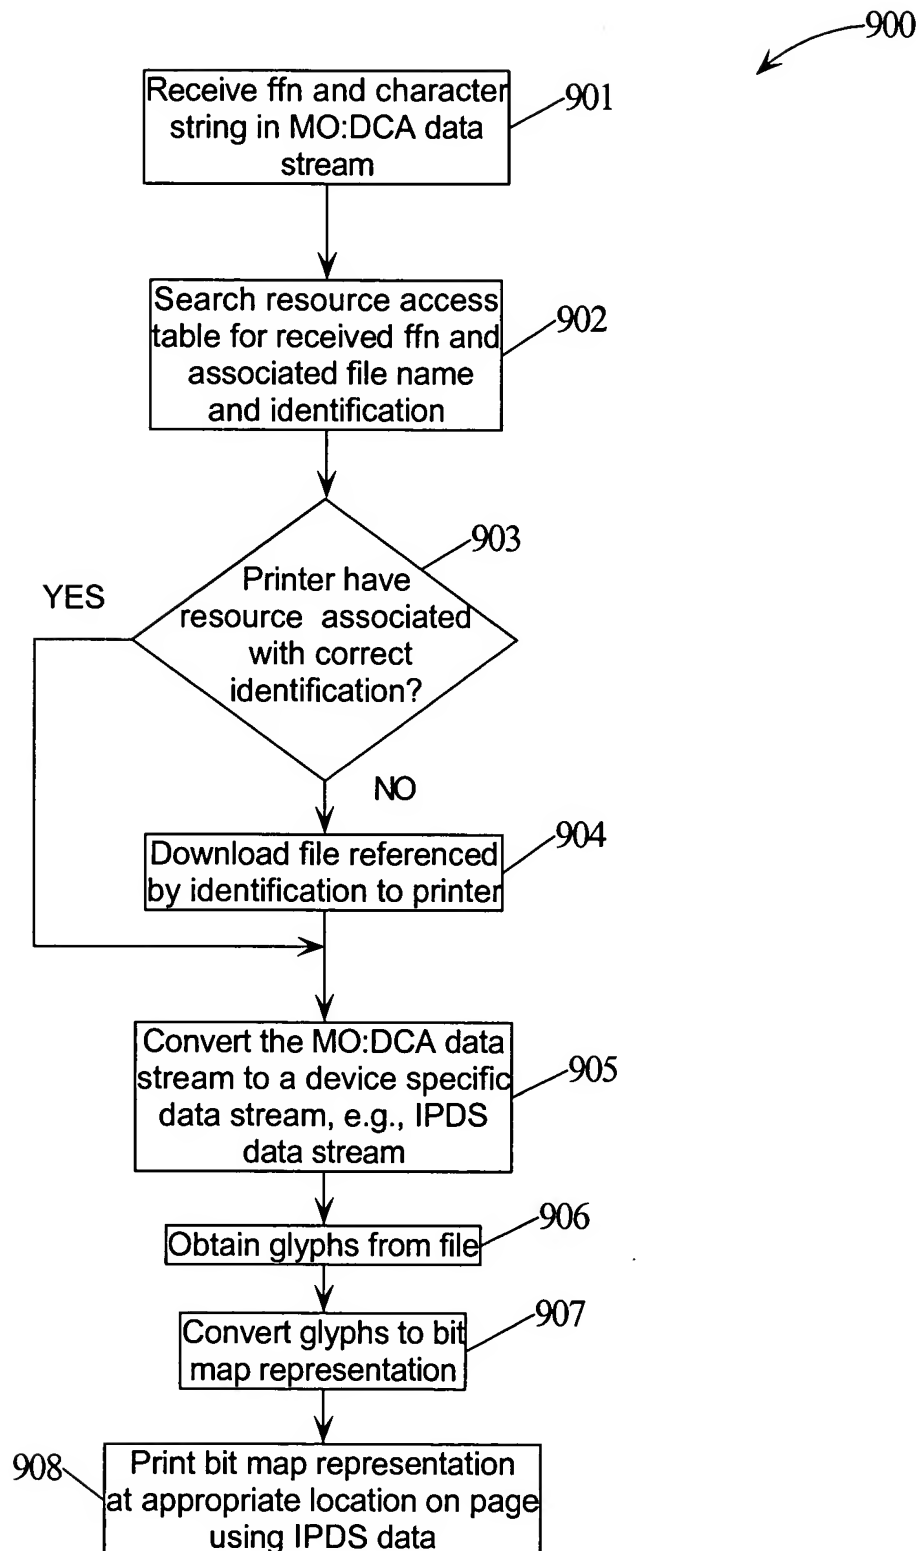 900
Receive ffn and character
string in MO:DCA data
stream
901
Search resource access
table for received ffn and
associated file name
and identification
902
903
Printer have
resource associated
with correct
identification?
YES
NO
Download file referenced
by identification to printer
904
Convert the MO:DCA data
stream to a device specific
data stream, e.g., IPDS
data stream
905
Obtain glyphs from file
906
Convert glyphs to bit
map representation
907
908
Print bit map representation
at appropriate location on page
using IPDS data